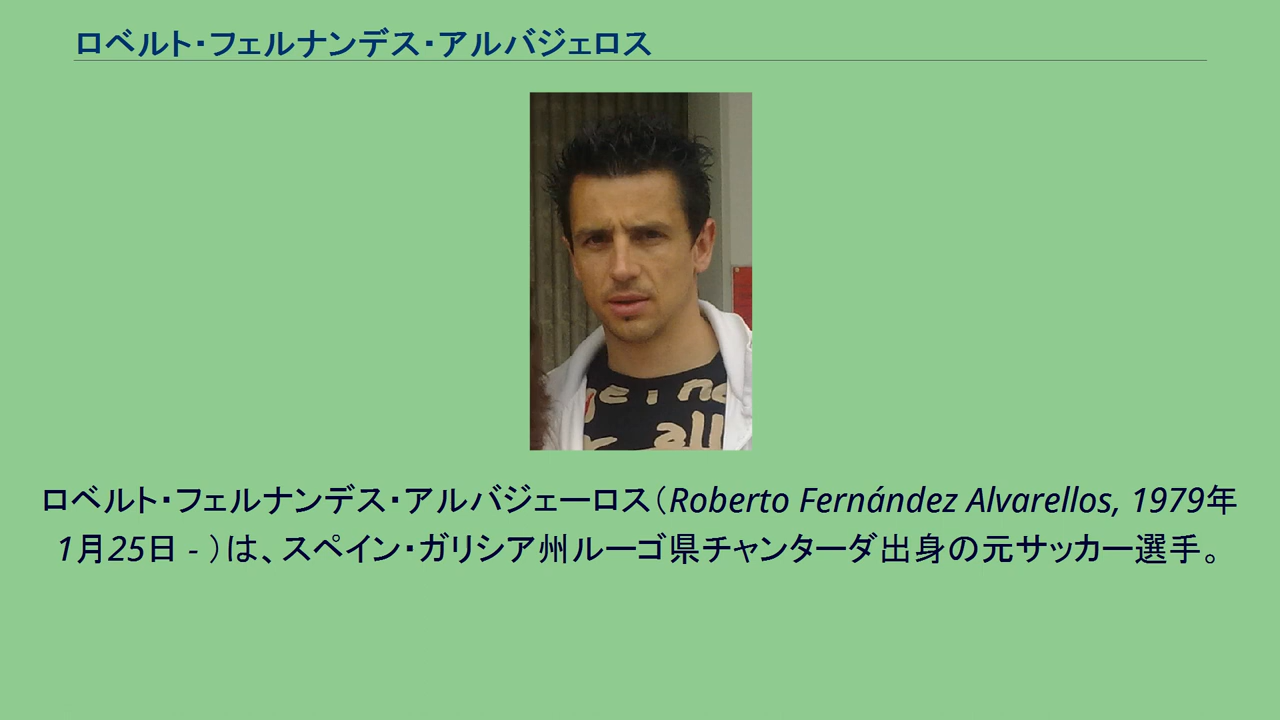 ロベルト・フェルナンデス・アルバジェロス
ge i ne
r all
ロベルト・フェルナンデス・アルバジェーロス（Roberto Fernández Alvarellos, 1979年
1月25日 - ）は、スペイン・ガリシア州ルーゴ県チャンターダ出身の元サッカー選手。